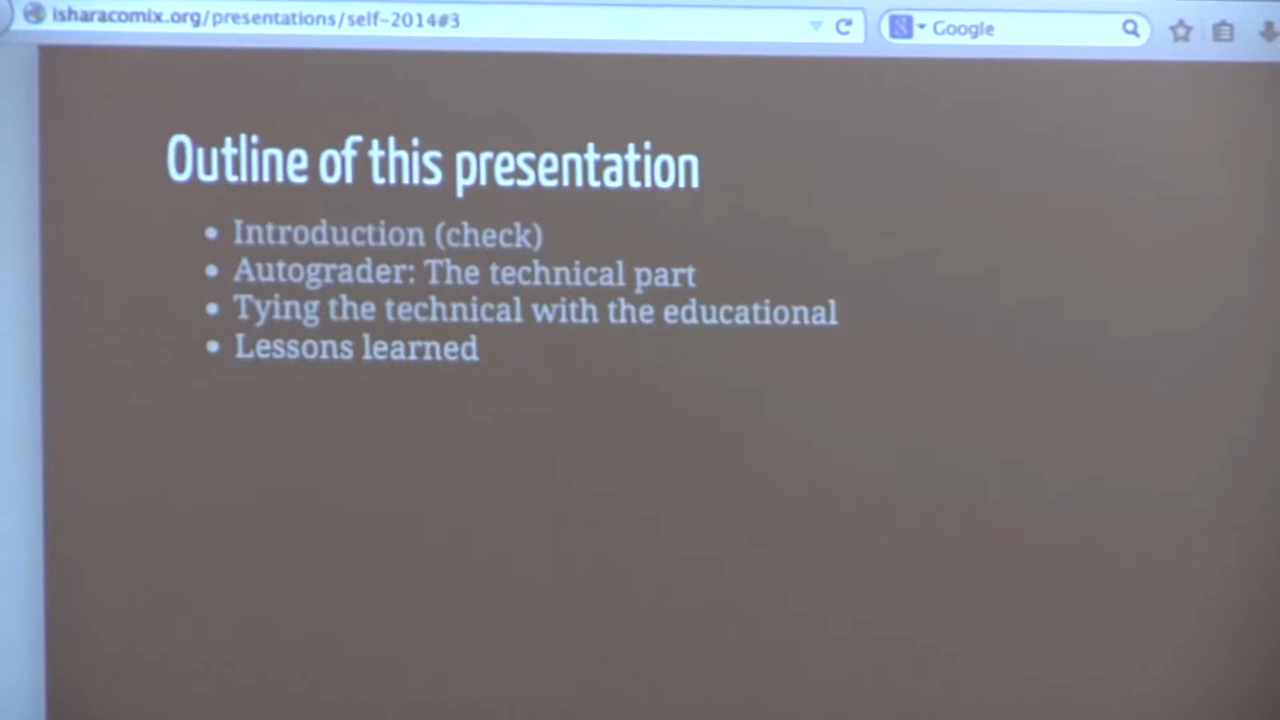 isharacomix.org/presentations/self-2014#3
8
Google
Outline of this presentation
• Introduction (check)
• Autograder: The technical part
• Tying the technical with the educational
• Lessons learned